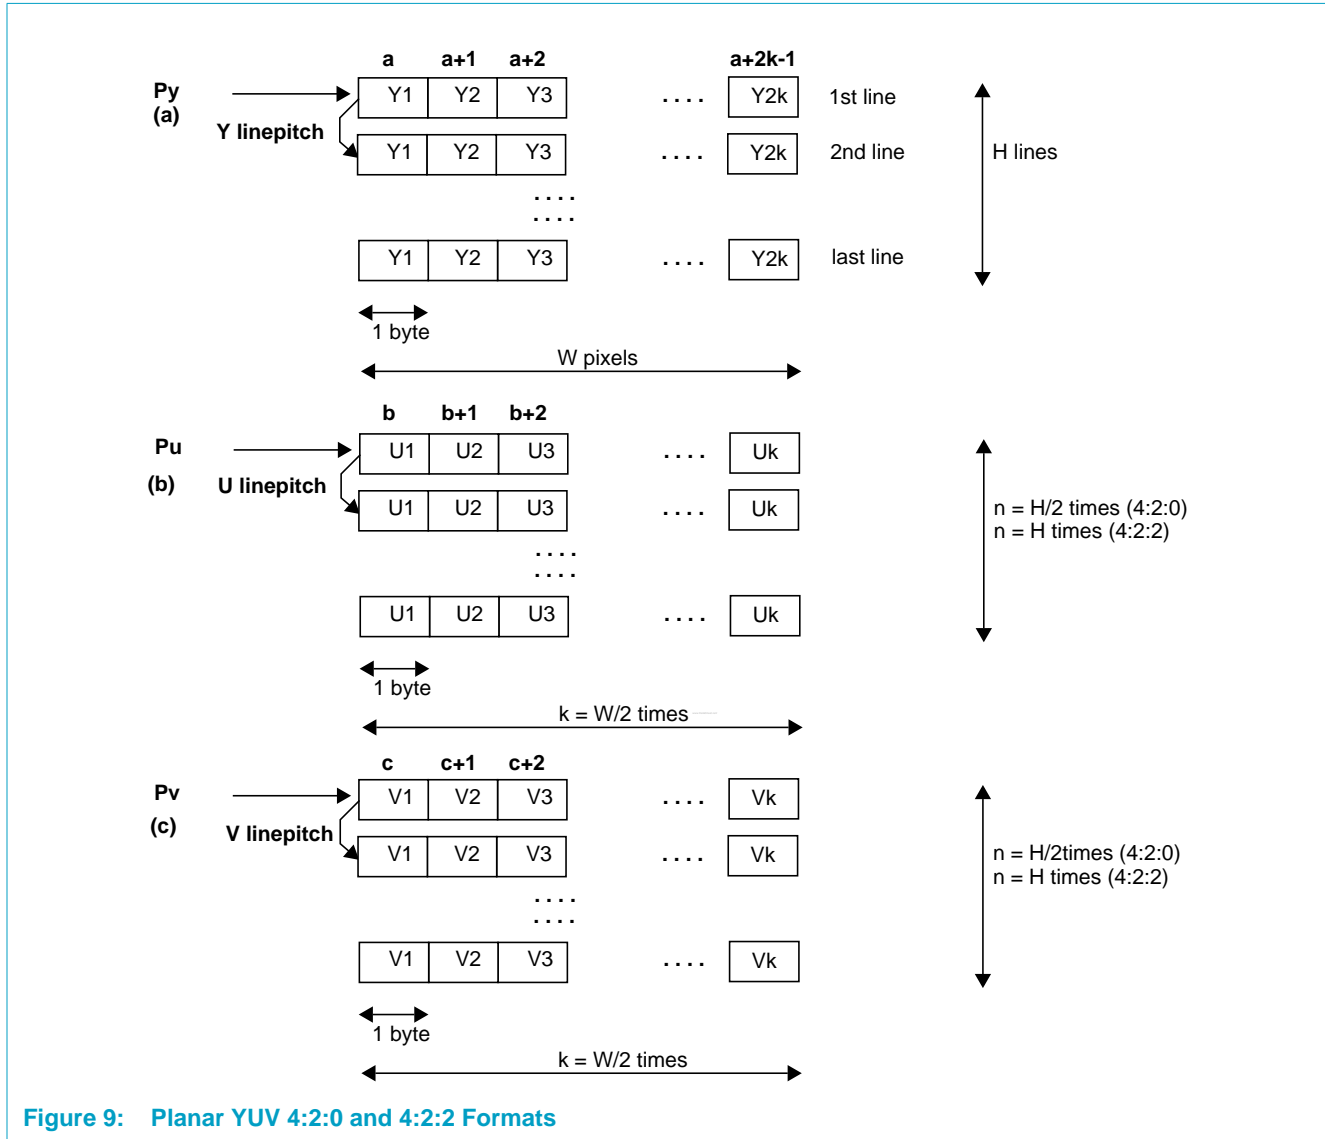 a a+1 a+2 a+2k-1
Py
(a)
Y linepitch
Y1 Y2 Y3 .... Y2k 1st line
Y1 Y2 Y3 .... Y2k 2nd line
....
....
Y1 Y2 Y3 .... Y2k last line
H lines
1 byte
W pixels
b b+1 b+2
Pu
(b)
U linepitch
U1 U2 U3 .... Uk
U1 U2 U3 .... Uk
....
....
U1 U2 U3 .... Uk
n = H/2 times (4:2:0)
n = H times (4:2:2)
1 byte
k = W/2 times
c c+1 c+2
Pv
(c)
V linepitch
V1 V2 V3 .... Vk
V1 V2 V3 .... Vk
....
....
V1 V2 V3 .... Vk
n = H/2times (4:2:0)
n = H times (4:2:2)
1 byte
k = W/2 times
Figure 9: Planar YUV 4:2:0 and 4:2:2 Formats